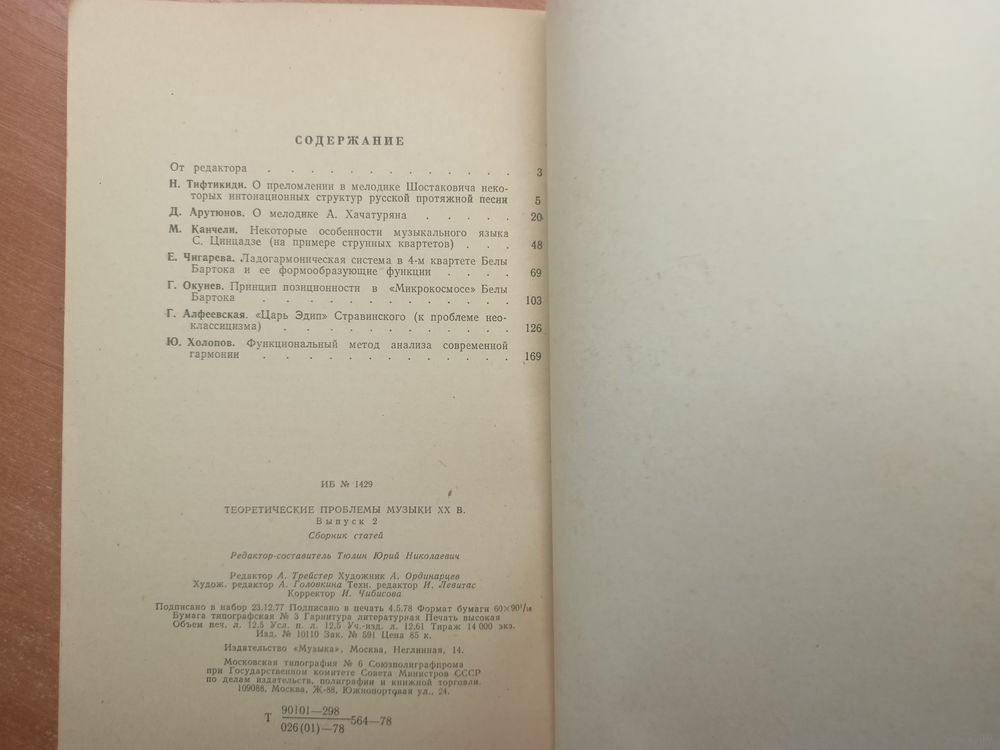 СОДЕРЖАНИЕ
От редактора . . . . . . . . . . . . . 3
Н. Тифтикиди. О преломлении в мелодике Шостаковича неко-
торых интонационных структур русской протяжной песни 5
Д. Арутюнов. О мелодике А. Хачатуряна . . . . . 20
М. Канчели. Некоторые особенности музыкального языка
С. Цинцадзе (на примере струнных квартетов) . . . 48
Е. Чигарева. Ладогармоническая система в 4-м квартете Белы
Бартока и ее формообразующие функции . . . . 69
Г. Окунев. Принцип позиционности в «Микрокосмосе» Белы
Бартока . . . . . . . . . . . . . 103
Г. Алфеевская. «Царь Эдип» Стравинского (к проблеме нео-
классицизма) . . . . . . . . . . . . 126
Ю. Холопов. Функциональный метод анализа современной
гармонии . . . . . . . . . . . . . 169
ИБ № 1429
ТЕОРЕТИЧЕСКИЕ ПРОБЛЕМЫ МУЗЫКИ XX В.
Выпуск 2
Сборник статей
Редактор-составитель Тюлин Юрий Николаевич
Редактор А. Трейстер Художник А. Ординарцев
Худож. редактор А. Головкина Техн. редактор И. Левитас
Корректор И. Чибисова
Подписано в набор 23.12.77 Подписано в печать 4.5.78 Формат бумаги 60×90¹/₁₆
Бумага типографская № 3 Гарнитура литературная Печать высокая
Объем печ. л. 12.5 Усл. п. л. 12.5 Уч.-изд. л. 12.61 Тираж 14 000 экз.
Изд. № 10110 Зак. № 591 Цена 85 к.
Издательство «Музыка», Москва, Неглинная, 14.
Московская типография № 6 Союзполиграфпрома
при Государственном комитете Совета Министров СССР
по делам издательств, полиграфии и книжной торговли.
109088, Москва, Ж-88, Южнопортовая ул., 24.
90101—298
Т 564—78
026(01)—78